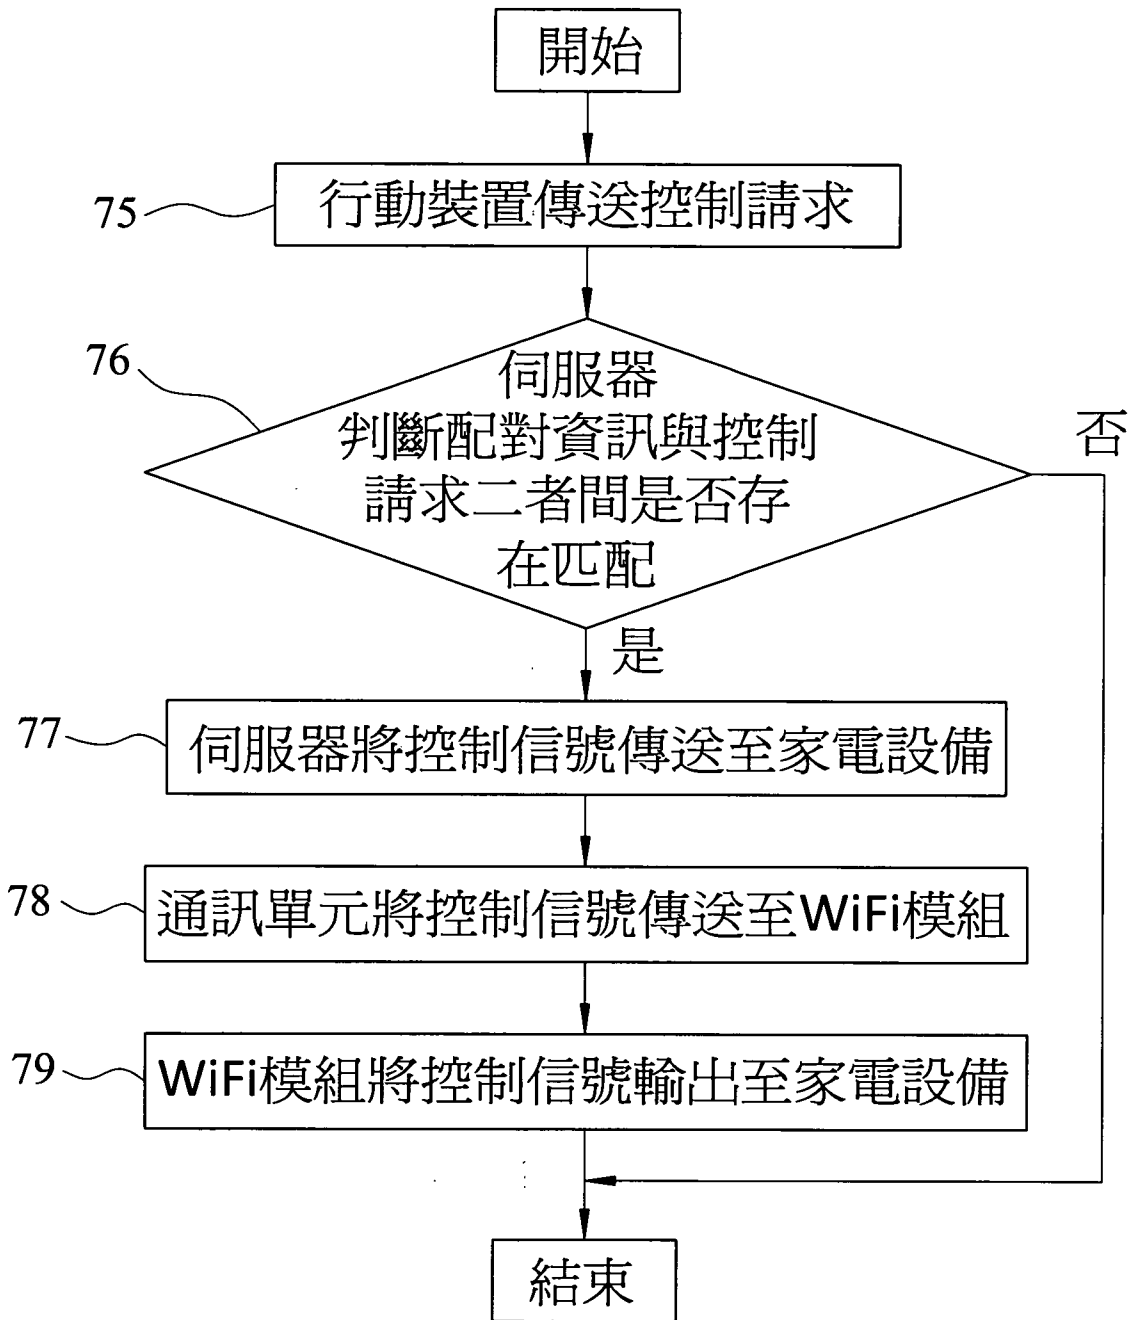 開始
75
行動裝置傳送控制請求
76
伺服器
判斷配對資訊與控制
請求二者間是否存
在匹配
否
是
77
伺服器將控制信號傳送至家電設備
78
通訊單元將控制信號傳送至WiFi模組
79
WiFi模組將控制信號輸出至家電設備
結束